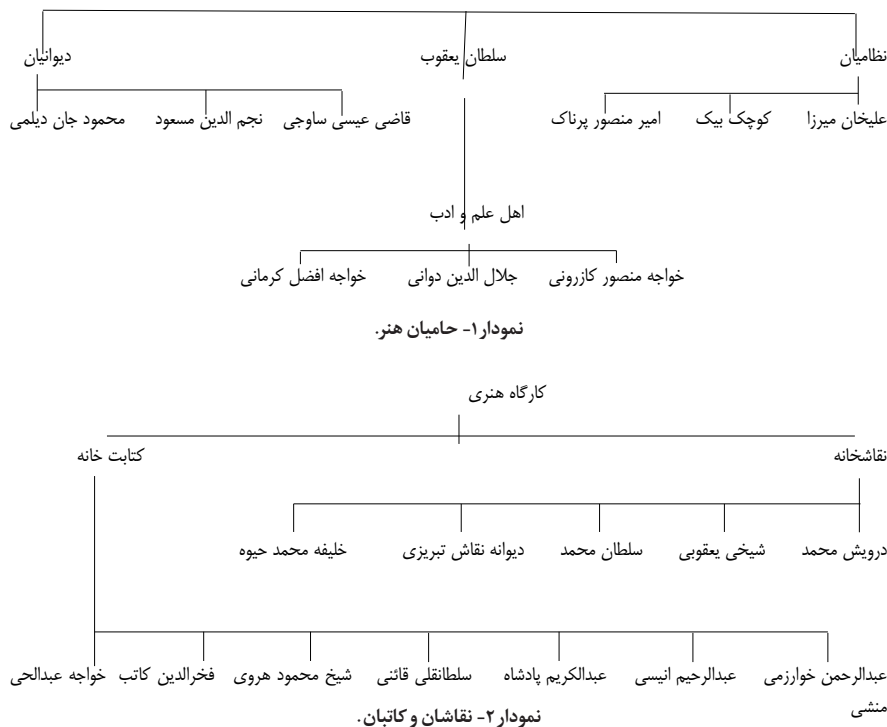 نظامیان سلطان یعقوب دیوانیان
علیخان میرزا کوچک بیک امیر منصور پرناک قاضی عیسی ساوجی نجم الدین مسعود محمود جان دیلمی
اهل علم و ادب
خواجه منصور کازرونی جلال الدین دوانی خواجه افضل کرمانی
نمودار۱- حامیان هنر.
کارگاه هنری
نقاشخانه کتابت خانه
درویش محمد شیخی یعقوبی سلطان محمد دیوانه نقاش تبریزی خلیفه محمد حیوه
عبدالرحمن خوارزمی عبدالرحیم انیسی عبدالکریم پادشاه سلطانقلی قائنی شیخ محمود هروی فخرالدین کاتب خواجه عبدالحی
منشی
نمودار۲- نقاشان و کاتبان.